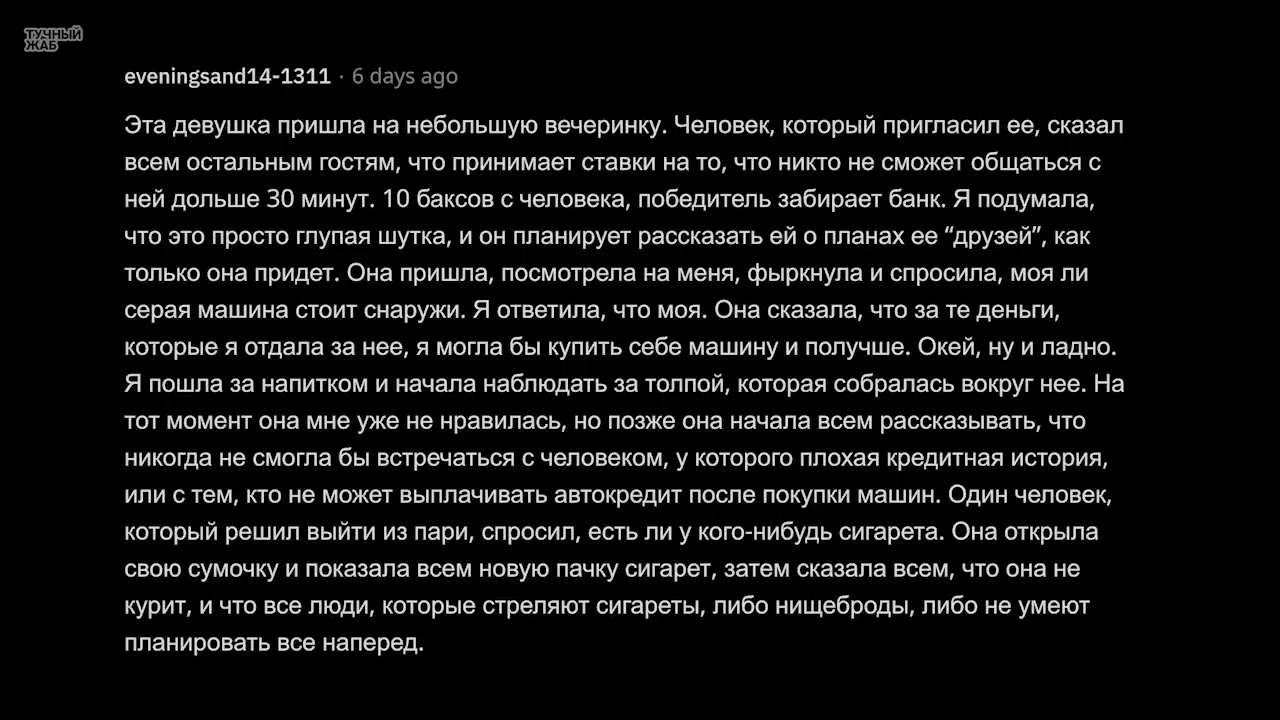 ТУЧНЫЙ
ЖАБ
eveningsand14-1311 · 6 days ago
Эта девушка пришла на небольшую вечеринку. Человек, который пригласил ее, сказал
всем остальным гостям, что принимает ставки на то, что никто не сможет общаться с
ней дольше 30 минут. 10 баксов с человека, победитель забирает банк. Я подумала,
что это просто глупая шутка, и он планирует рассказать ей о планах ее “друзей”, как
только она придет. Она пришла, посмотрела на меня, фыркнула и спросила, моя ли
серая машина стоит снаружи. Я ответила, что моя. Она сказала, что за те деньги,
которые я отдала за нее, я могла бы купить себе машину и получше. Окей, ну и ладно.
Я пошла за напитком и начала наблюдать за толпой, которая собралась вокруг нее. На
тот момент она мне уже не нравилась, но позже она начала всем рассказывать, что
никогда не смогла бы встречаться с человеком, у которого плохая кредитная история,
или с тем, кто не может выплачивать автокредит после покупки машин. Один человек,
который решил выйти из пари, спросил, есть ли у кого-нибудь сигарета. Она открыла
свою сумочку и показала всем новую пачку сигарет, затем сказала всем, что она не
курит, и что все люди, которые стреляют сигареты, либо нищеброды, либо не умеют
планировать все наперед.